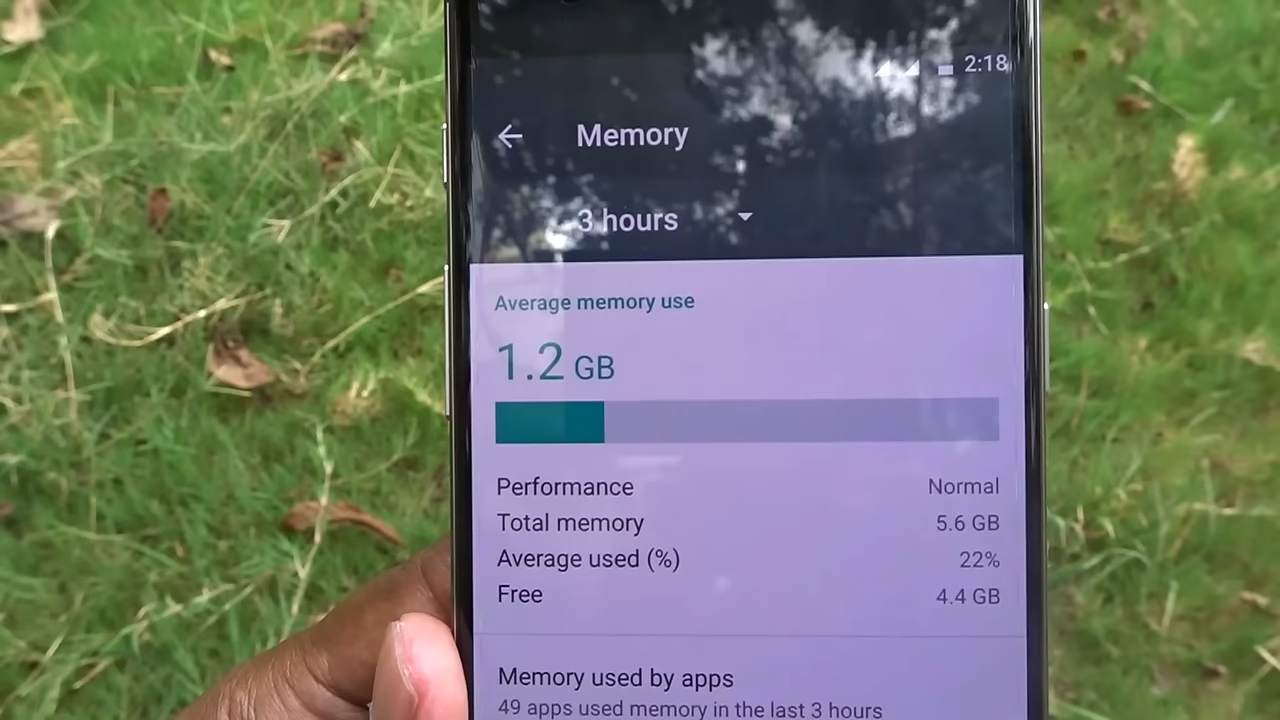 2:18
Memory
3 hours
Average memory use
1.2 GB
Performance Normal
Total memory 5.6 GB
Average used (%) 22%
Free 4.4 GB
Memory used by apps
49 apps used memory in the last 3 hours